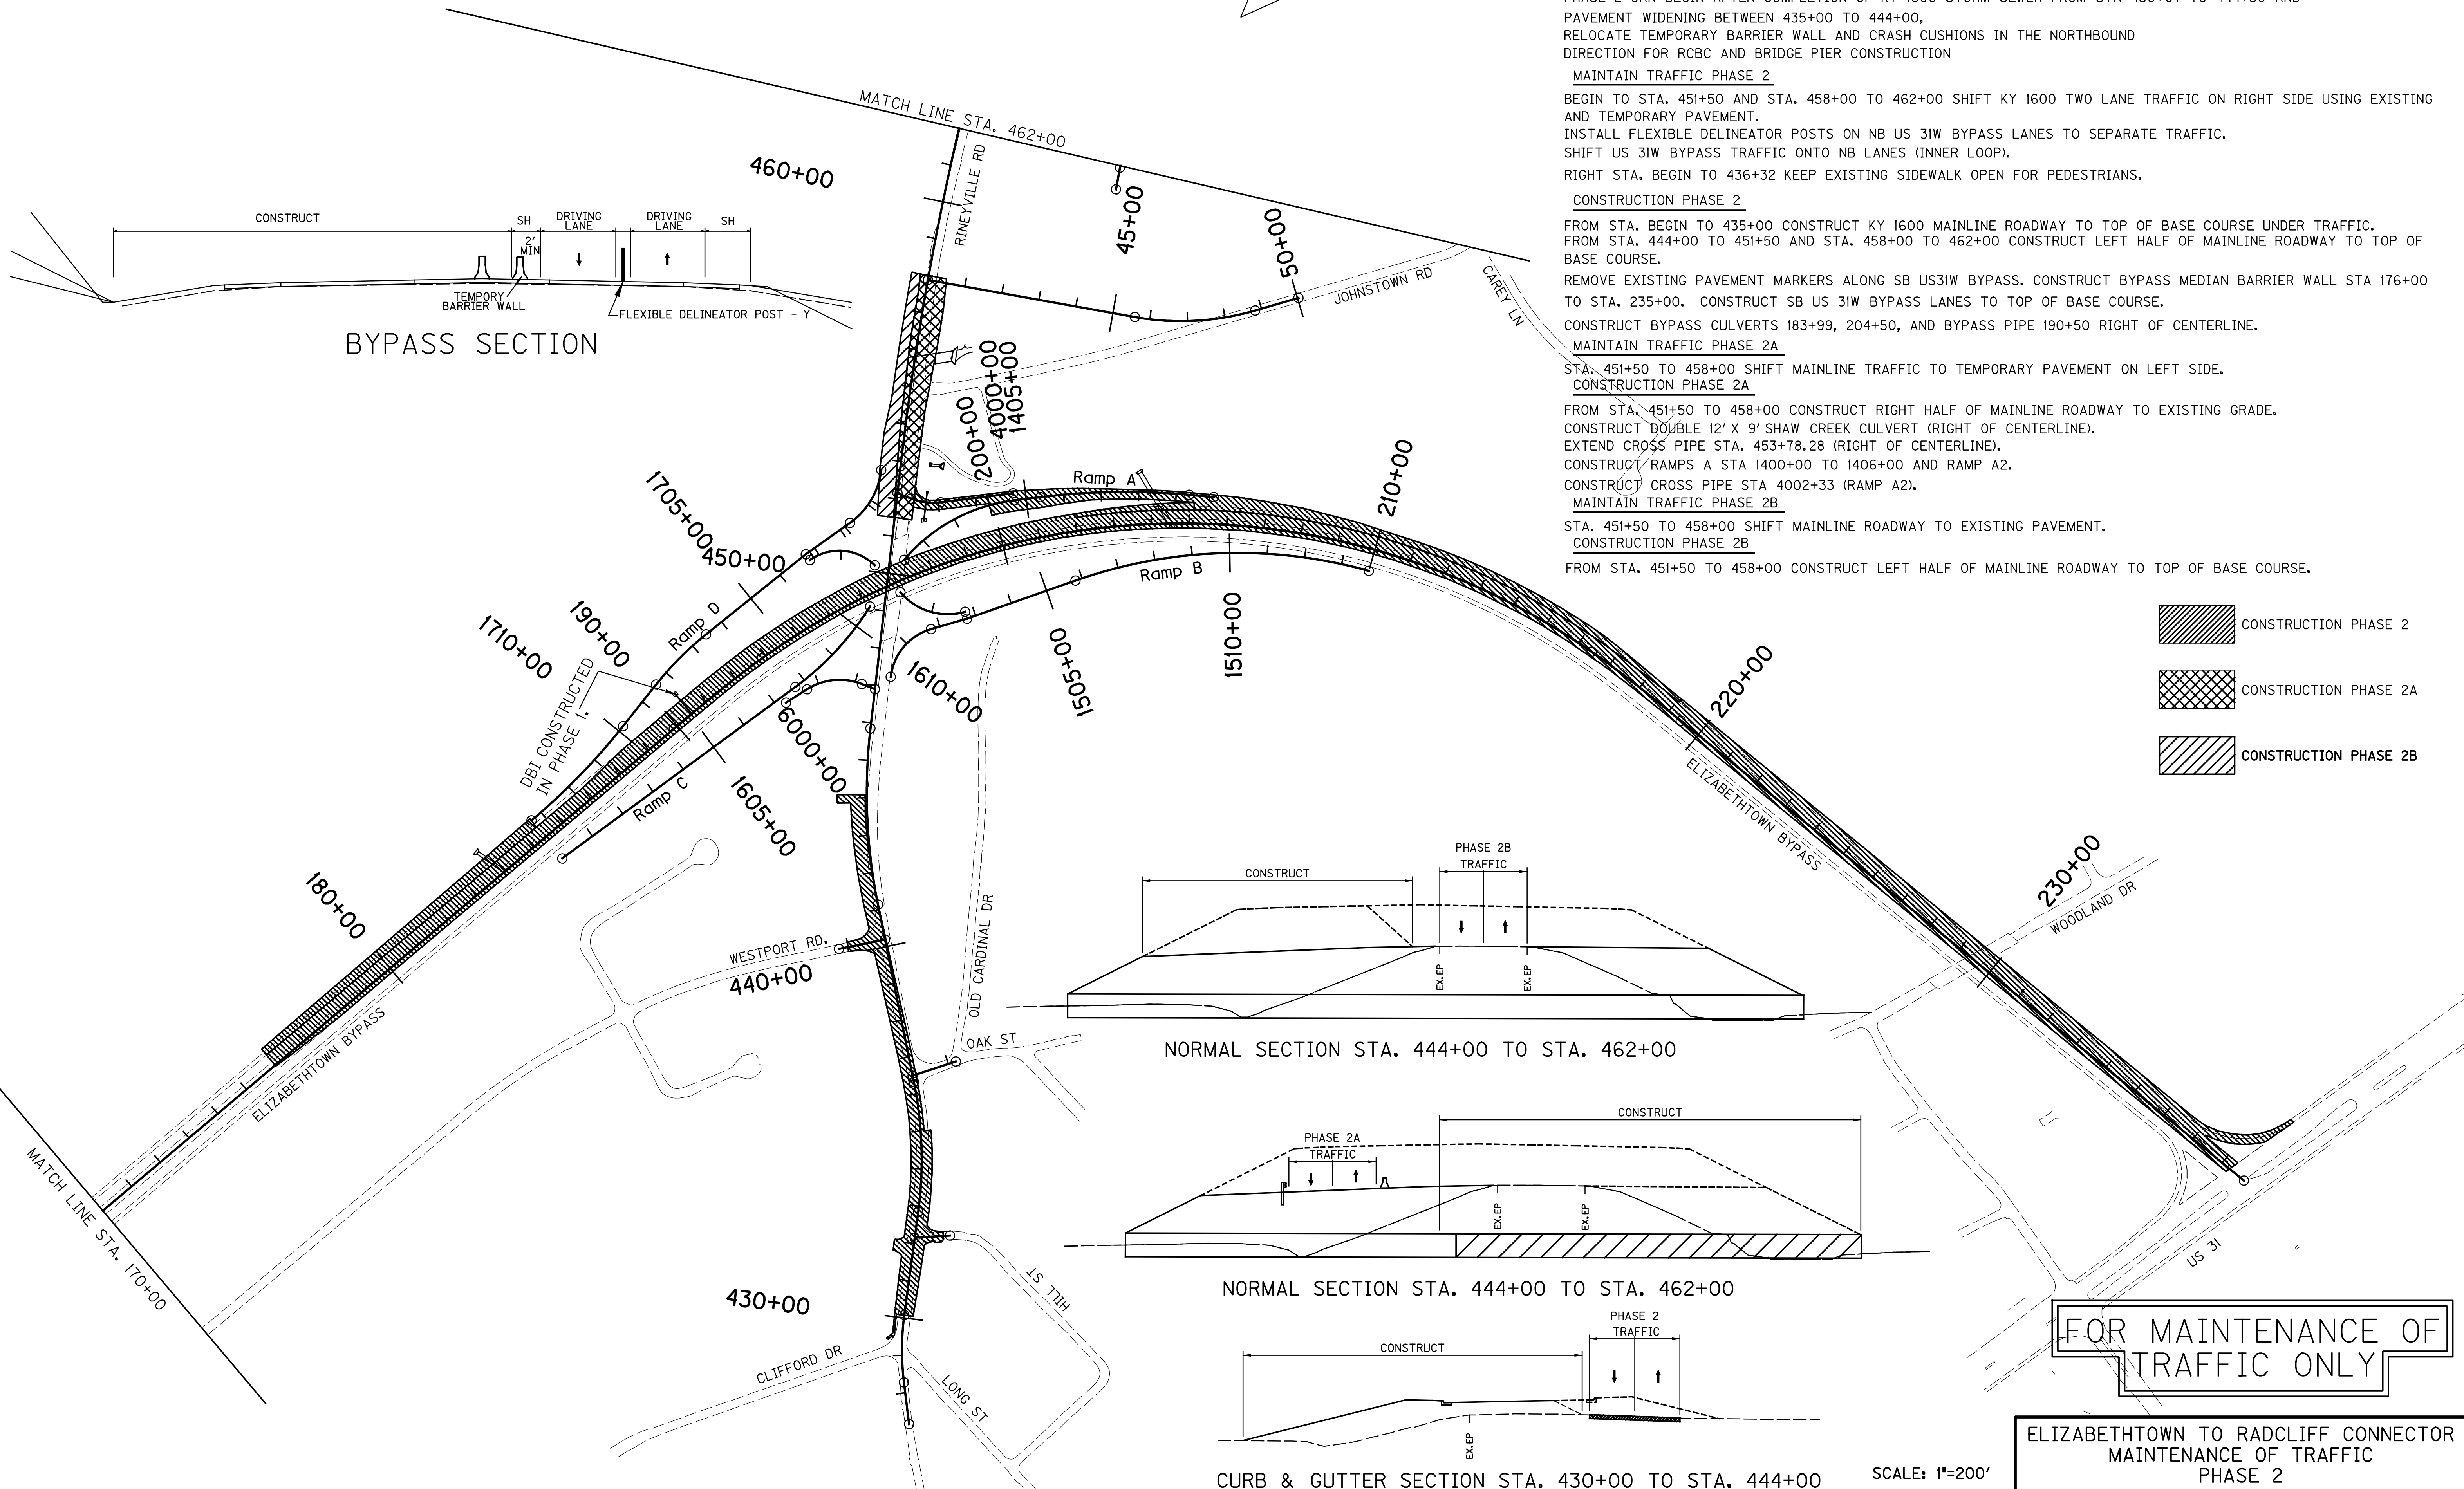 PAVEMENT WIDENING BETWEEN 435+00 TO 444+00,
RELOCATE TEMPORARY BARRIER WALL AND CRASH CUSHIONS IN THE NORTHBOUND
DIRECTION FOR RCBC AND BRIDGE PIER CONSTRUCTION
MAINTAIN TRAFFIC PHASE 2
BEGIN TO STA. 451+50 AND STA. 458+00 TO 462+00 SHIFT KY 1600 TWO LANE TRAFFIC ON RIGHT SIDE USING EXISTING
AND TEMPORARY PAVEMENT.
INSTALL FLEXIBLE DELINEATOR POSTS ON NB US 31W BYPASS LANES TO SEPARATE TRAFFIC.
SHIFT US 31W BYPASS TRAFFIC ONTO NB LANES (INNER LOOP).
RIGHT STA. BEGIN TO 436+32 KEEP EXISTING SIDEWALK OPEN FOR PEDESTRIANS.
CONSTRUCTION PHASE 2
FROM STA. BEGIN TO 435+00 CONSTRUCT KY 1600 MAINLINE ROADWAY TO TOP OF BASE COURSE UNDER TRAFFIC.
FROM STA. 444+00 TO 451+50 AND STA. 458+00 TO 462+00 CONSTRUCT LEFT HALF OF MAINLINE ROADWAY TO TOP OF
BASE COURSE.
REMOVE EXISTING PAVEMENT MARKERS ALONG SB US31W BYPASS. CONSTRUCT BYPASS MEDIAN BARRIER WALL STA 176+00
TO STA. 235+00. CONSTRUCT SB US 31W BYPASS LANES TO TOP OF BASE COURSE.
CONSTRUCT BYPASS CULVERTS 183+99, 204+50, AND BYPASS PIPE 190+50 RIGHT OF CENTERLINE.
MAINTAIN TRAFFIC PHASE 2A
STA. 451+50 TO 458+00 SHIFT MAINLINE TRAFFIC TO TEMPORARY PAVEMENT ON LEFT SIDE.
CONSTRUCTION PHASE 2A
FROM STA. 451+50 TO 458+00 CONSTRUCT RIGHT HALF OF MAINLINE ROADWAY TO EXISTING GRADE.
CONSTRUCT DOUBLE 12' X 9' SHAW CREEK CULVERT (RIGHT OF CENTERLINE).
EXTEND CROSS PIPE STA. 453+78.28 (RIGHT OF CENTERLINE).
CONSTRUCT RAMPS A STA 1400+00 TO 1406+00 AND RAMP A2.
CONSTRUCT CROSS PIPE STA 4002+33 (RAMP A2).
MAINTAIN TRAFFIC PHASE 2B
STA. 451+50 TO 458+00 SHIFT MAINLINE ROADWAY TO EXISTING PAVEMENT.
CONSTRUCTION PHASE 2B
FROM STA. 451+50 TO 458+00 CONSTRUCT LEFT HALF OF MAINLINE ROADWAY TO TOP OF BASE COURSE.
CONSTRUCTION PHASE 2
CONSTRUCTION PHASE 2A
CONSTRUCTION PHASE 2B
MATCH LINE STA. 462+00
460+00
RINEYVILLE RD
45+00
50+00
JOHNSTOWN RD
CAREY LN
CONSTRUCT
SH
DRIVING
LANE
DRIVING
LANE
SH
2'
MIN
TEMPORY
BARRIER WALL
FLEXIBLE DELINEATOR POST - Y
BYPASS SECTION
200+00
4000+00
1405+00
Ramp A
210+00
1705+00
450+00
Ramp D
190+00
1710+00
DBI CONSTRUCTED
IN PHASE 1.
Ramp B
1610+00
1505+00
1510+00
6000+00
Ramp C
1605+00
220+00
ELIZABETHTOWN BYPASS
230+00
WOODLAND DR
180+00
ELIZABETHTOWN BYPASS
MATCH LINE STA. 170+00
WESTPORT RD.
440+00
OLD CARDINAL DR
OAK ST
HILL ST
430+00
CLIFFORD DR
LONG ST
US 31
CONSTRUCT
PHASE 2B
TRAFFIC
EX.EP
EX.EP
NORMAL SECTION STA. 444+00 TO STA. 462+00
CONSTRUCT
PHASE 2A
TRAFFIC
EX.EP
EX.EP
NORMAL SECTION STA. 444+00 TO STA. 462+00
CONSTRUCT
PHASE 2
TRAFFIC
EX.EP
CURB & GUTTER SECTION STA. 430+00 TO STA. 444+00
SCALE: 1"=200'
FOR MAINTENANCE OF
TRAFFIC ONLY
ELIZABETHTOWN TO RADCLIFF CONNECTOR
MAINTENANCE OF TRAFFIC
PHASE 2